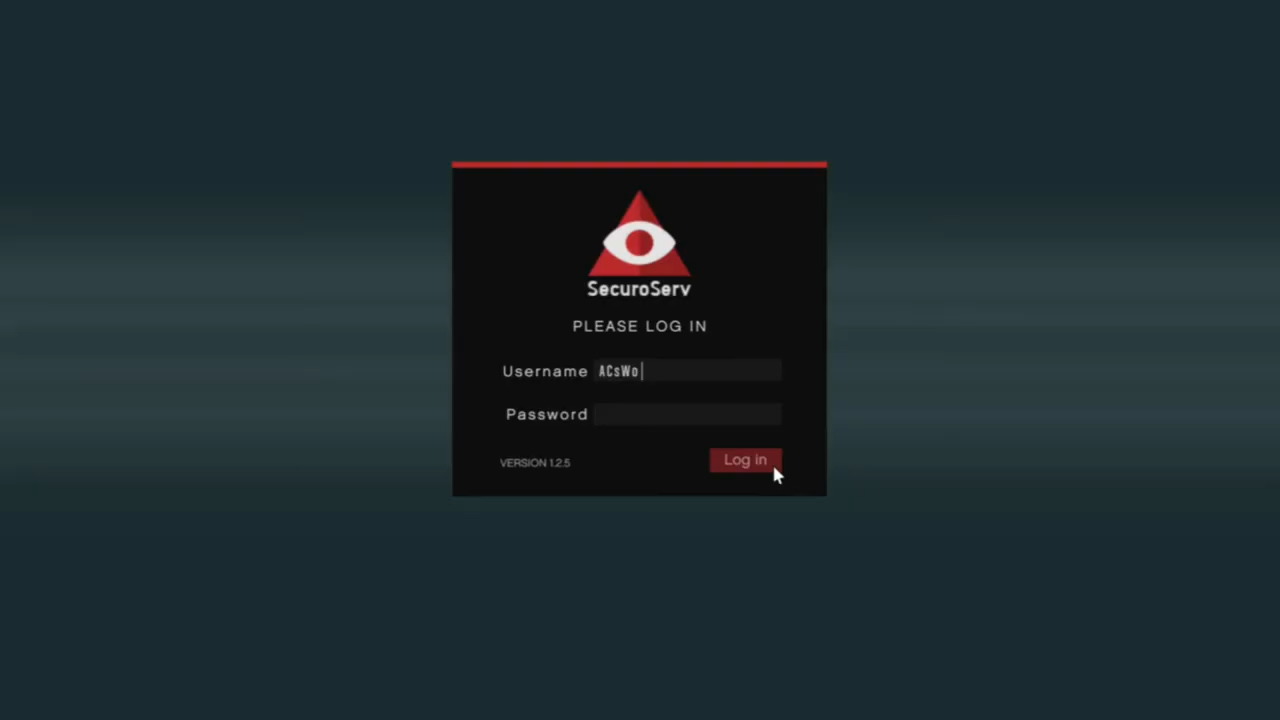 SecuroServ
PLEASE LOG IN
Username ACsWo
Password
VERSION 1.2.5
Log in